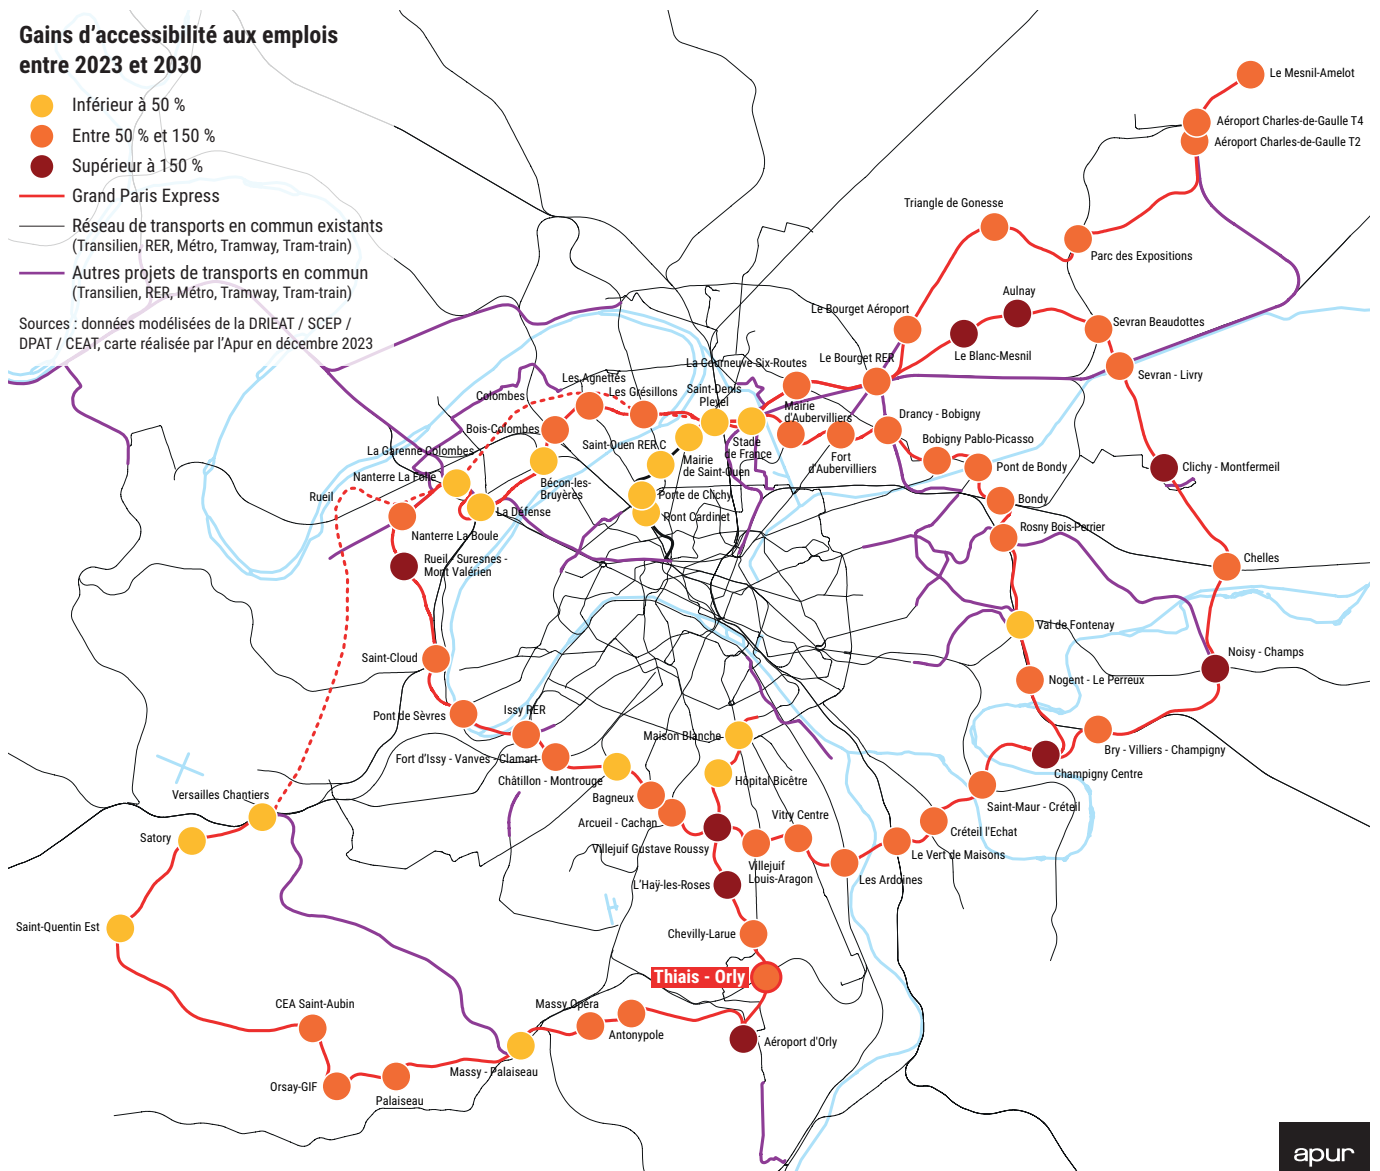 Gains d’accessibilité aux emplois
entre 2023 et 2030
Inférieur à 50 %
Entre 50 % et 150 %
Supérieur à 150 %
Grand Paris Express
Réseau de transports en commun existants
(Transilien, RER, Métro, Tramway, Tram-train)
Autres projets de transports en commun
(Transilien, RER, Métro, Tramway, Tram-train)
Sources : données modélisées de la DRIEAT / SCEP /
DPAT / CEAT, carte réalisée par l’Apur en décembre 2023
Le Mesnil-Amelot
Aéroport Charles-de-Gaulle T4
Aéroport Charles-de-Gaulle T2
Triangle de Gonesse
Parc des Expositions
Aulnay
Le Bourget Aéroport
Sevran Beaudottes
Le Blanc-Mesnil
Le Bourget RER
La Courneuve Six-Routes
Sevran - Livry
Les Agnettes
Les Grésillons
Saint-Denis
Pleyel
Colombes
Mairie
d'Aubervilliers
Drancy - Bobigny
Bois-Colombes
Saint-Ouen RER C
Stade
de France
Fort
d'Aubervilliers
Bobigny Pablo-Picasso
La Garenne Colombes
Mairie
de Saint-Ouen
Pont de Bondy
Clichy - Montfermeil
Nanterre La Folie
Bécon-les-
Bruyères
Rueil
Porte de Clichy
Bondy
La Défense
Pont Cardinet
Rosny Bois-Perrier
Nanterre La Boule
Rueil - Suresnes -
Mont Valérien
Chelles
Val de Fontenay
Saint-Cloud
Noisy - Champs
Nogent - Le Perreux
Pont de Sèvres
Issy RER
Maison Blanche
Bry - Villiers - Champigny
Fort d'Issy - Vanves - Clamart
Champigny Centre
Châtillon - Montrouge
Hôpital Bicêtre
Versailles Chantiers
Bagneux
Saint-Maur - Créteil
Arcueil - Cachan
Vitry Centre
Créteil l'Echat
Satory
Villejuif Gustave Roussy
Le Vert de Maisons
Villejuif
Louis-Aragon
Les Ardoines
L'Haÿ-les-Roses
Saint-Quentin Est
Chevilly-Larue
Thiais - Orly
CEA Saint-Aubin
Massy Opéra
Antonypole
Aéroport d'Orly
Massy - Palaiseau
Orsay-GIF
Palaiseau
apur